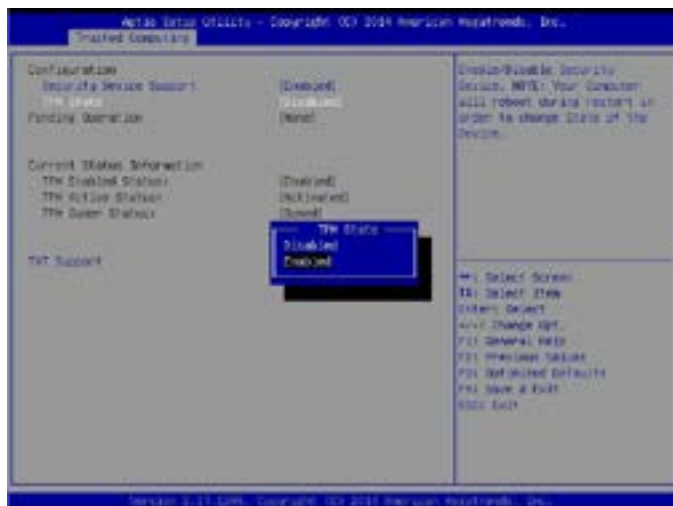 Aptio Setup Utility - Copyright (C) 2014 American Megatrends, Inc.
Trusted Computing
Configuration
Security Device Support [Enabled]
TPM State [Disabled]
Pending Operation [None]
Current Status Information
TPM Enabled Status: [Enabled]
TPM Active Status: [Activated]
TPM Owner Status: [Owned]
TXT Support
TPM State
Disabled
Enabled
Enable/Disable Security
Device. NOTE: Your Computer
will reboot during restart in
order to change State of the
Device.
: Select Screen
: Select Item
Enter: Select
+/-: Change Opt.
F1: General Help
F2: Previous Values
F3: Optimized Defaults
F4: Save & Exit
ESC: Exit
Version Copyright (C) 2014 American Megatrends, Inc.